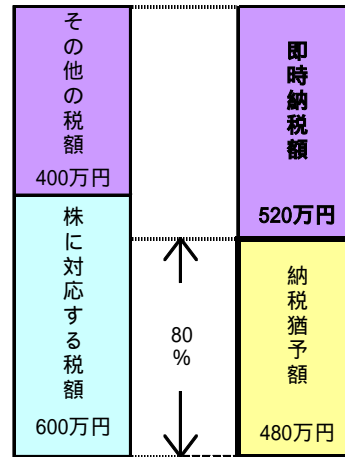 その他の税額
400万円
株に対応する税額
600万円
80
%
即時納税額
520万円
納税猶予額
480万円